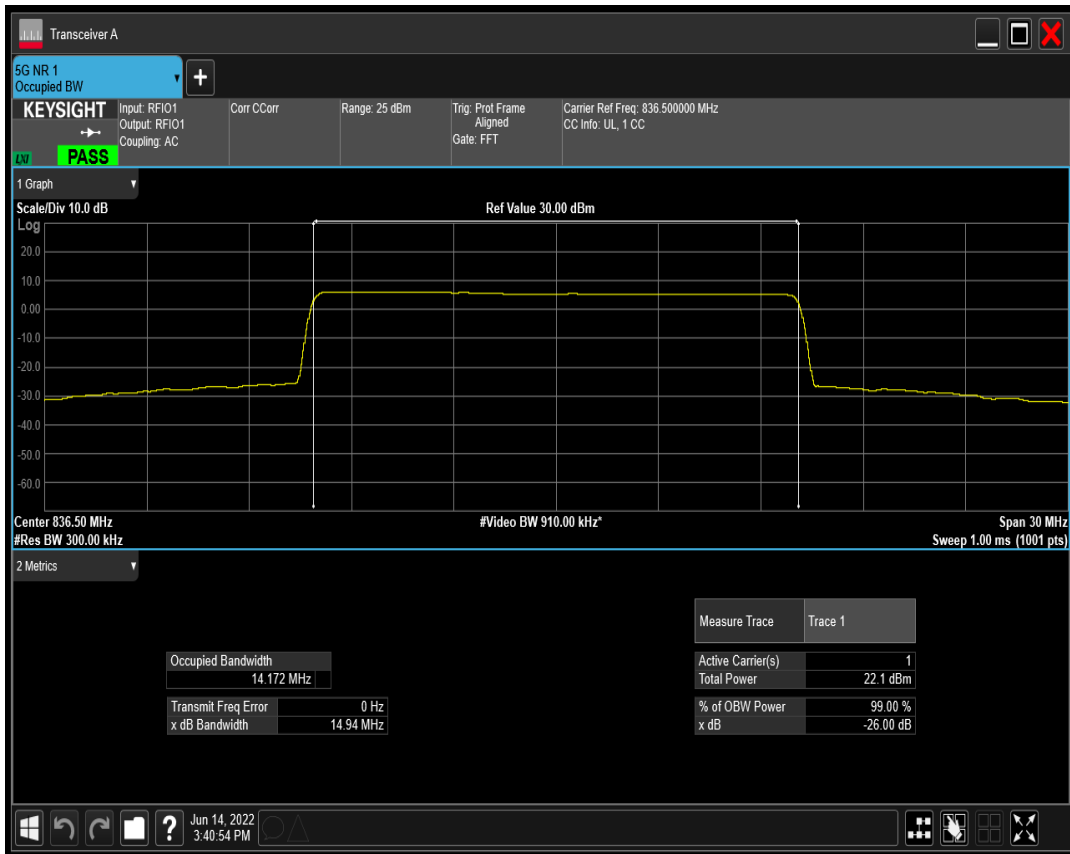 Transceiver A
5G NR 1
Occupied BW
+
KEYSIGHT
LXI
PASS
Input: RFIO1
Output: RFIO1
Coupling: AC
Corr CCorr
Range: 25 dBm
Trig: Prot Frame
Aligned
Gate: FFT
Carrier Ref Freq: 836.500000 MHz
CC Info: UL, 1 CC
1 Graph
Scale/Div 10.0 dB
Ref Value 30.00 dBm
Log
20.0
10.0
0.00
-10.0
-20.0
-30.0
-40.0
-50.0
-60.0
Center 836.50 MHz
#Video BW 910.00 kHz*
Span 30 MHz
#Res BW 300.00 kHz
Sweep 1.00 ms (1001 pts)
2 Metrics
Measure Trace Trace 1
Occupied Bandwidth
14.172 MHz
Active Carrier(s) 1
Total Power 22.1 dBm
Transmit Freq Error 0 Hz
x dB Bandwidth 14.94 MHz
% of OBW Power 99.00 %
x dB -26.00 dB
?
Jun 14, 2022
3:40:54 PM